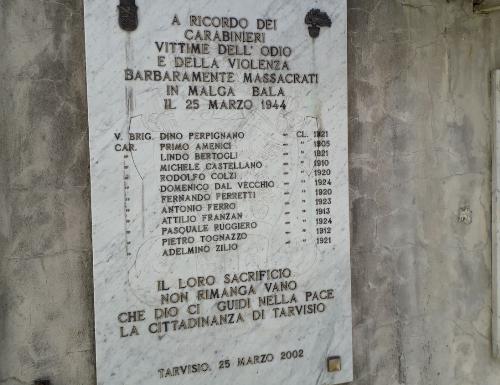 A RICORDO DEI
CARABINIERI
VITTIME DELL' ODIO
E DELLA VIOLENZA
BARBARAMENTE MASSACRATI
IN MALGA BALA
IL 25 MARZO 1944
V. BRIG. DINO PERPIGNANO " CL. 1921
CAR. PRIMO AMENICI " " 1905
" LINDO BERTOGLI " " 1921
" MICHELE CASTELLANO " " 1910
" RODOLFO COLZI " " 1920
" DOMENICO DAL VECCHIO " " 1924
" FERNANDO FERRETTI " " 1920
" ANTONIO FERRO " " 1923
" ATTILIO FRANZAN " " 1913
" PASQUALE RUGGIERO " " 1924
" PIETRO TOGNAZZO " " 1912
" ADELMINO ZILIO " " 1921
IL LORO SACRIFICIO
NON RIMANGA VANO
CHE DIO CI GUIDI NELLA PACE
LA CITTADINANZA DI TARVISIO
TARVISIO, 25 MARZO 2002